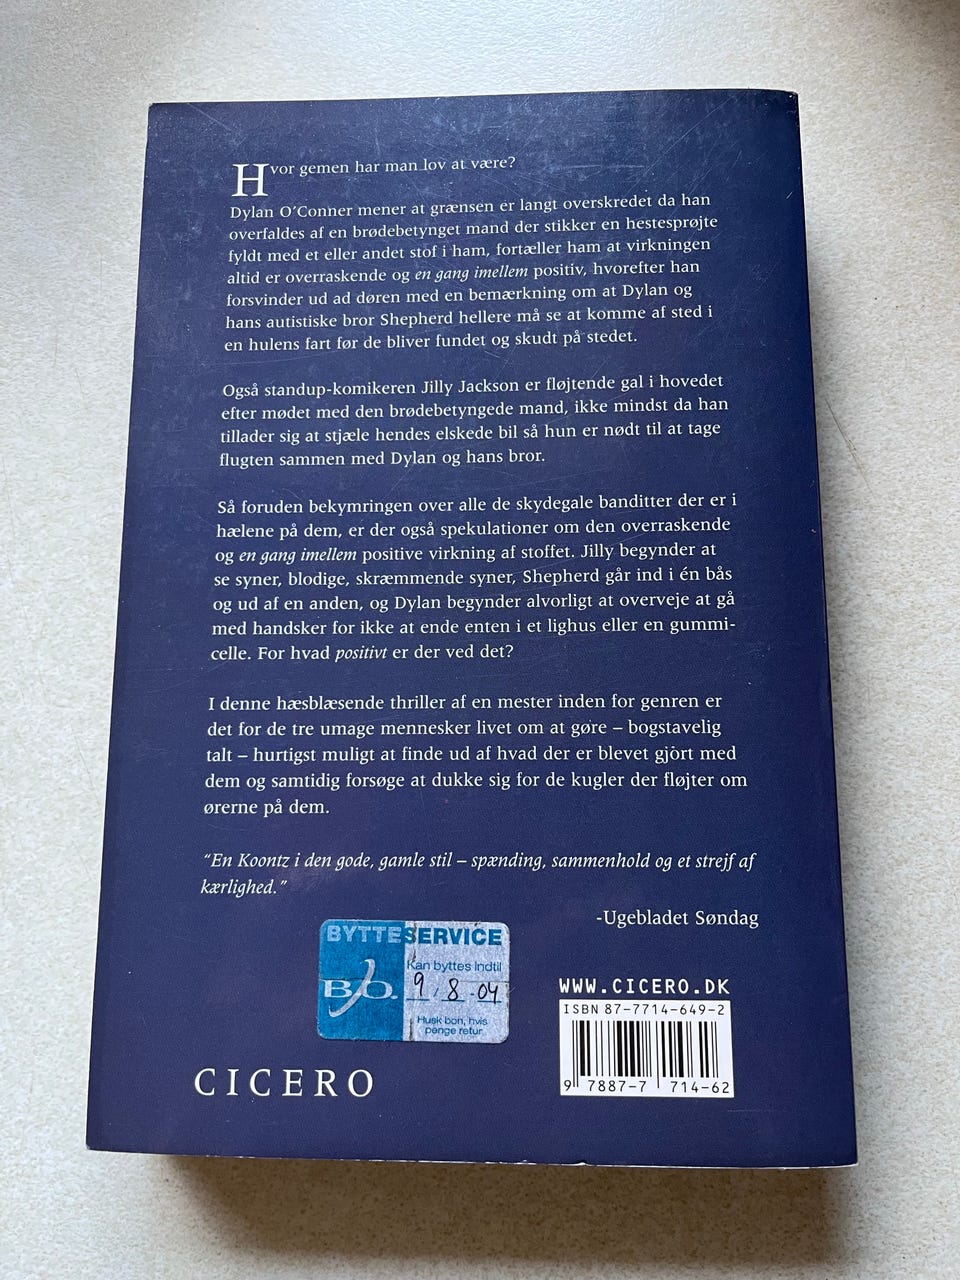 Hvor gemen har man lov at være?
Dylan O'Conner mener at grænsen er langt overskredet da han
overfaldes af en brødebetynget mand der stikker en hestesprøjte
fyldt med et eller andet stof i ham, fortæller ham at virkningen
altid er overraskende og en gang imellem positiv, hvorefter han
forsvinder ud ad døren med en bemærkning om at Dylan og
hans autistiske bror Shepherd hellere må se at komme af sted i
en hulens fart før de bliver fundet og skudt på stedet.
Også standup-komikeren Jilly Jackson er fløjtende gal i hovedet
efter mødet med den brødebetyngede mand, ikke mindst da han
tillader sig at stjæle hendes elskede bil så hun er nødt til at tage
flugten sammen med Dylan og hans bror.
Så foruden bekymringen over alle de skydegale banditter der er i
hælene på dem, er der også spekulationer om den overraskende
og en gang imellem positive virkning af stoffet. Jilly begynder at
se syner, blodige, skræmmende syner, Shepherd går ind i én bås
og ud af en anden, og Dylan begynder alvorligt at overveje at gå
med handsker for ikke at ende enten i et lighus eller en gummi-
celle. For hvad positivt er der ved det?
I denne hæsblæsende thriller af en mester inden for genren er
det for de tre umage mennesker livet om at gøre – bogstavelig
talt – hurtigst muligt at finde ud af hvad der er blevet gjort med
dem og samtidig forsøge at dukke sig for de kugler der fløjter om
ørerne på dem.
"En Koontz i den gode, gamle stil – spænding, sammenhold og et strejf af
kærlighed."
-Ugebladet Søndag
BYTTESERVICE
Kan byttes indtil
B.O. 9 / 8 - 04
Husk bon, hvis
penge retur
WWW.CICERO.DK
ISBN 87-7714-649-2
9 7887-7 714-62
CICERO